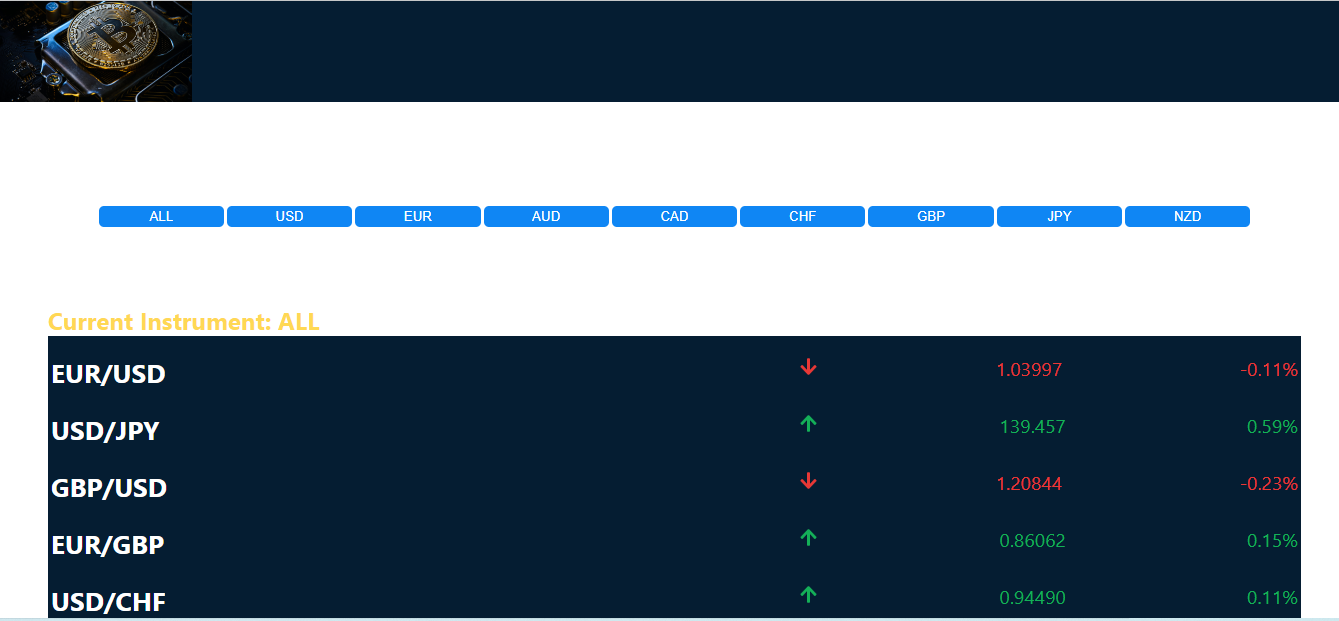 ALL USD EUR AUD CAD CHF GBP JPY NZD
Current Instrument: ALL
EUR/USD 1.03997 -0.11%
USD/JPY 139.457 0.59%
GBP/USD 1.20844 -0.23%
EUR/GBP 0.86062 0.15%
USD/CHF 0.94490 0.11%